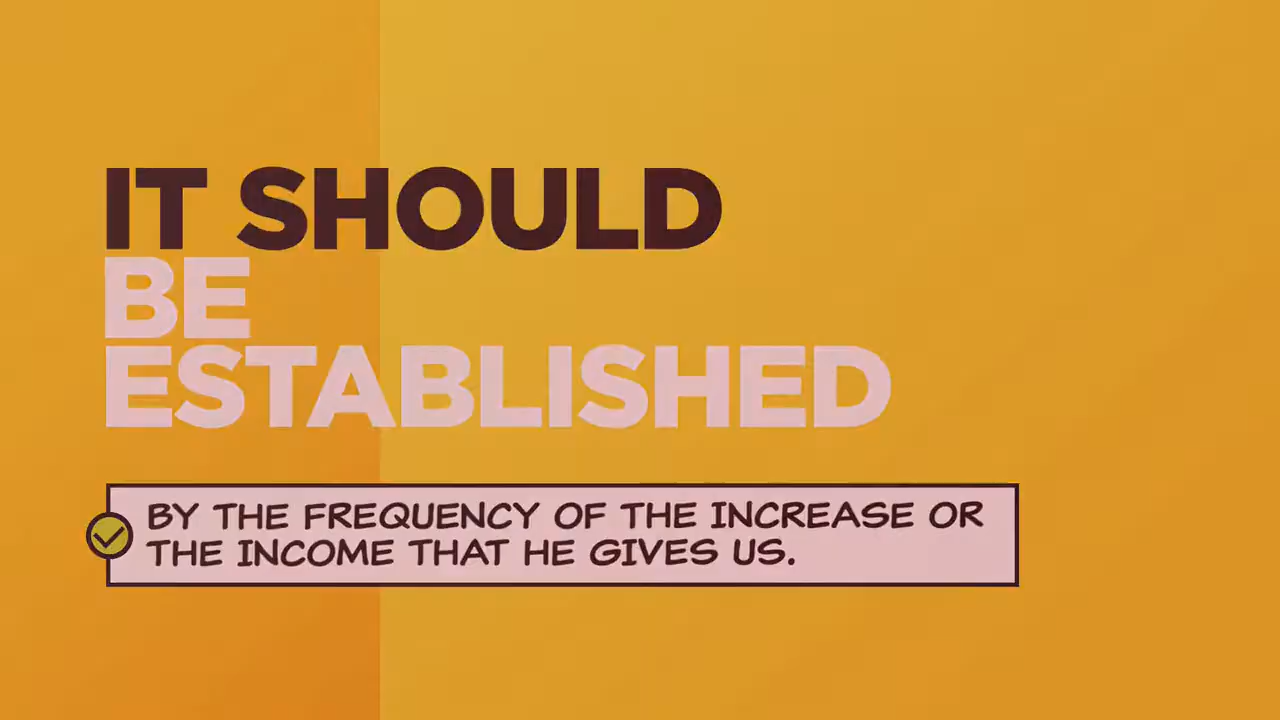 IT SHOULD
BE
ESTABLISHED
BY THE FREQUENCY OF THE INCREASE OR
THE INCOME THAT HE GIVES US.